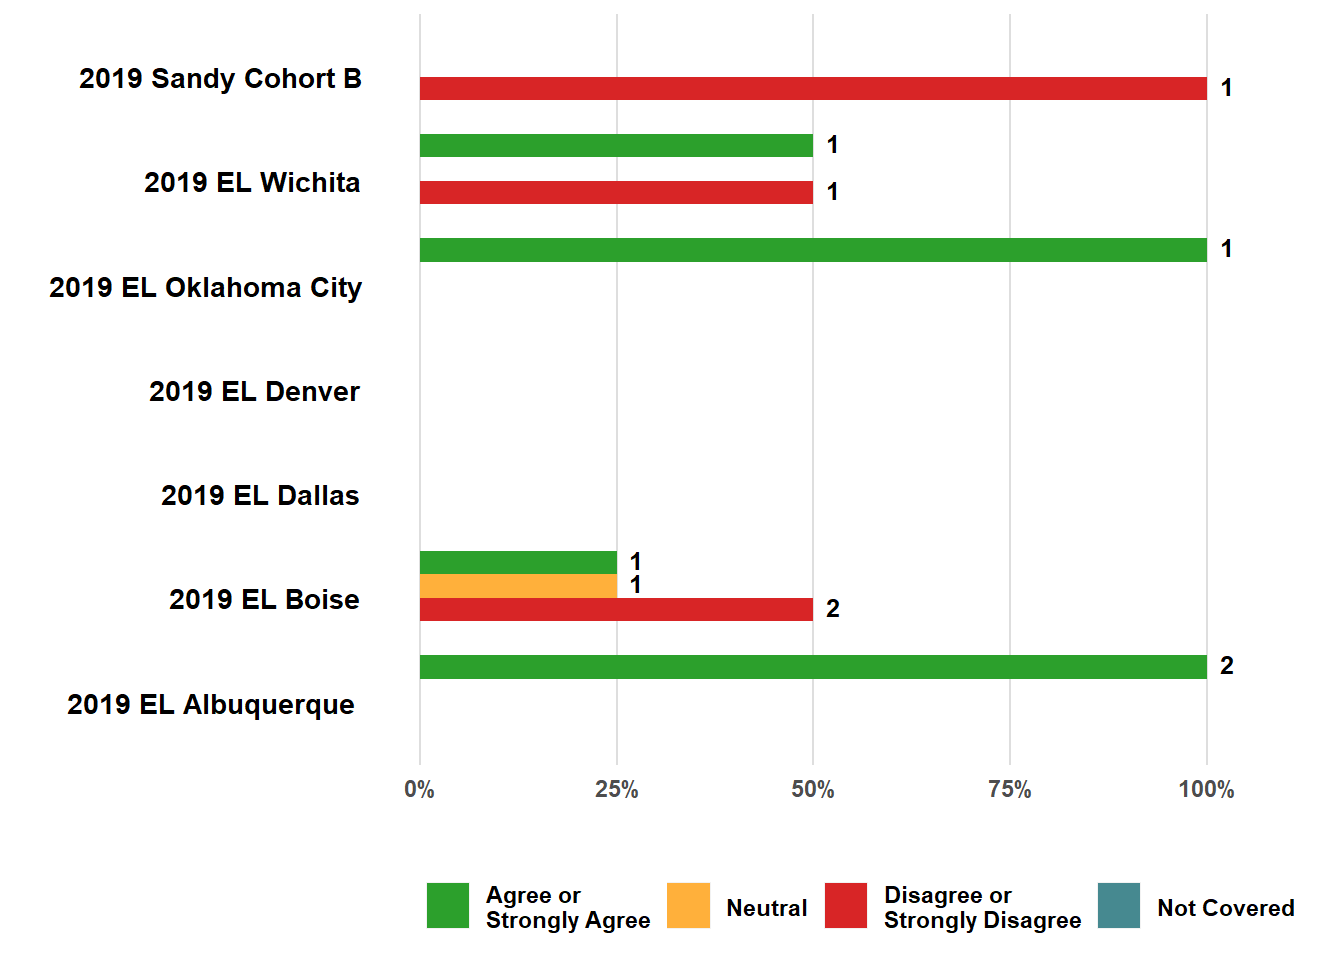 2019 Sandy Cohort B
1
1
2019 EL Wichita
1
1
2019 EL Oklahoma City
2019 EL Denver
2019 EL Dallas
1
1
2019 EL Boise
2
2
2019 EL Albuquerque
0% 25% 50% 75% 100%
Agree or
Strongly Agree
Neutral
Disagree or
Strongly Disagree
Not Covered